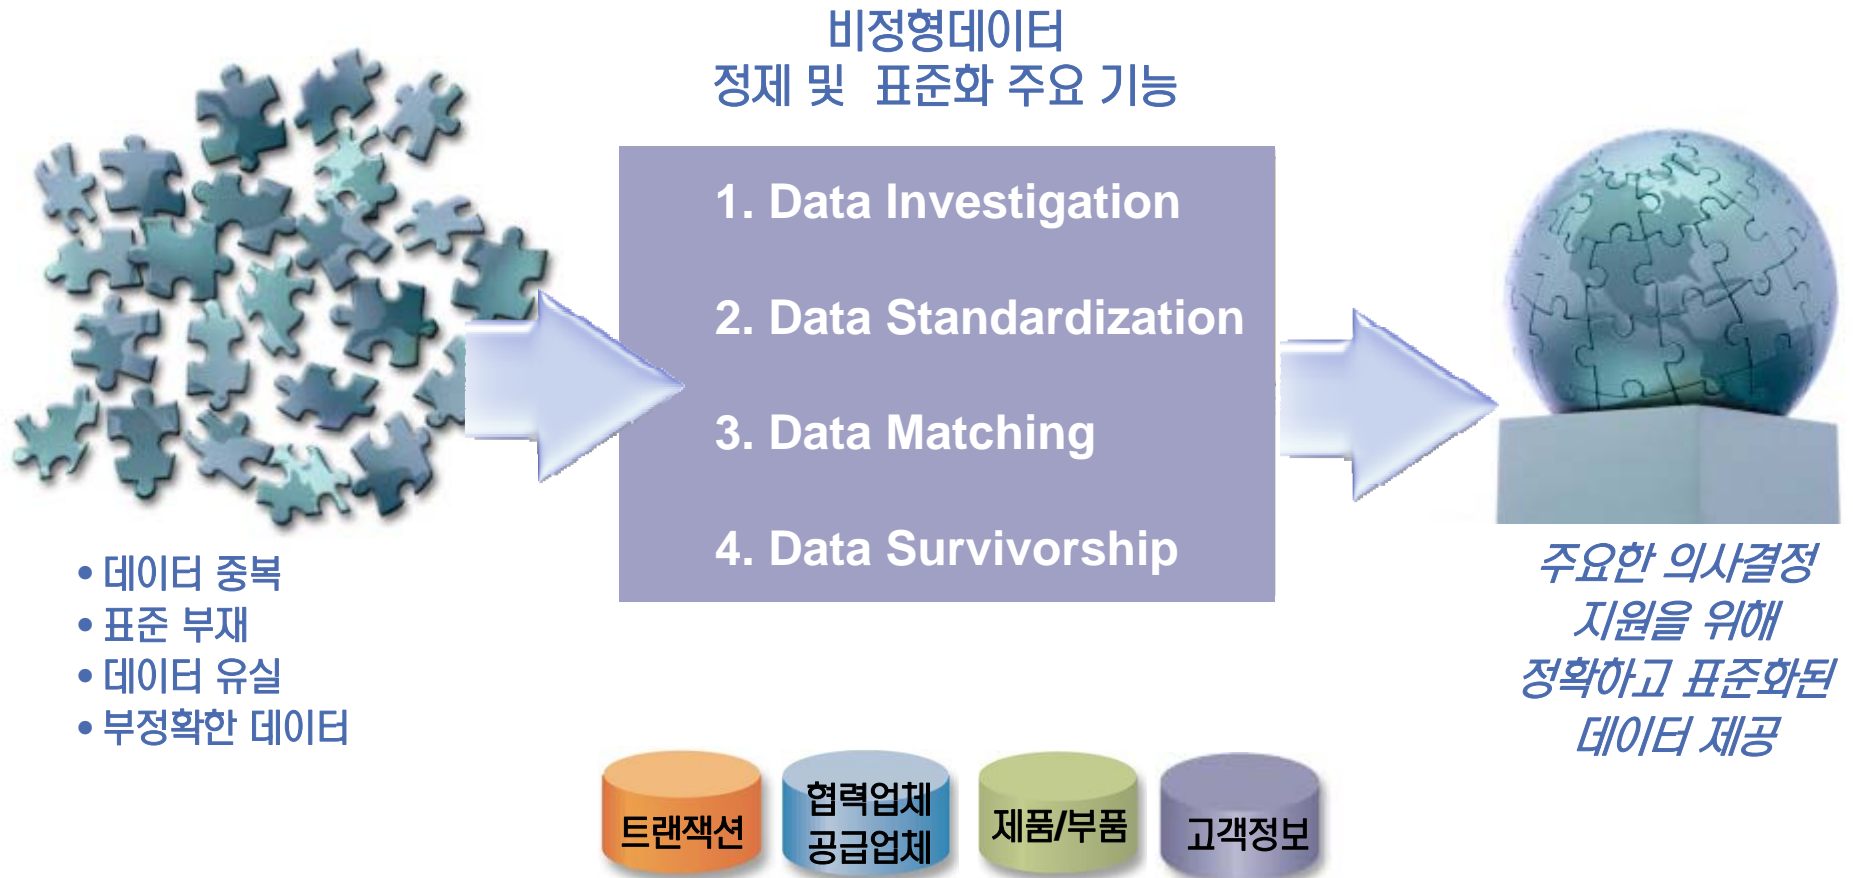 비정형데이터
정제 및 표준화 주요 기능
1. Data Investigation
2. Data Standardization
3. Data Matching
4. Data Survivorship
• 데이터 중복
• 표준 부재
• 데이터 유실
• 부정확한 데이터
주요한 의사결정
지원을 위해
정확하고 표준화된
데이터 제공
트랜잭션
협력업체
공급업체
제품/부품
고객정보